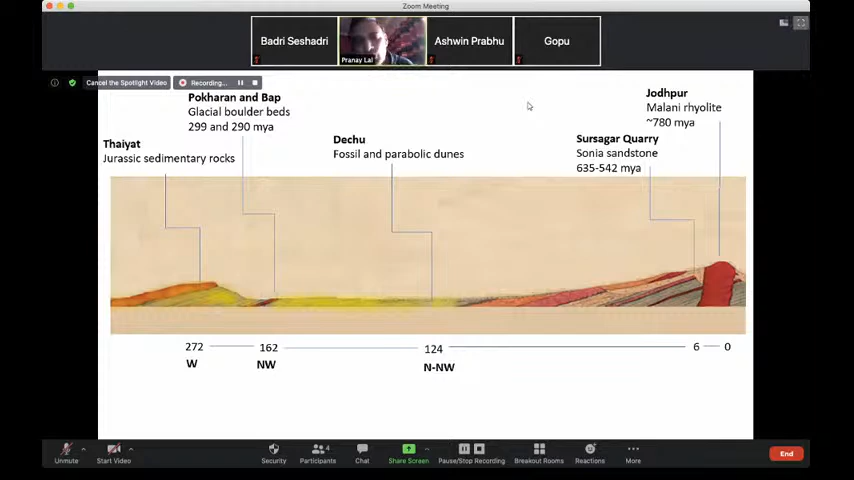 Zoom Meeting
Badri Seshadri
Pranay Lal
Ashwin Prabhu
Gopu
Cancel the Spotlight Video
Recording...
Pokharan and Bap
Glacial boulder beds
299 and 290 mya
Thaiyat
Jurassic sedimentary rocks
Dechu
Fossil and parabolic dunes
Jodhpur
Malani rhyolite
~780 mya
Sursagar Quarry
Sonia sandstone
635-542 mya
272 162 124 6 0
W NW N-NW
Unmute
Start Video
Security
Participants 4
Chat
Share Screen
Pause/Stop Recording
Breakout Rooms
Reactions
More
End